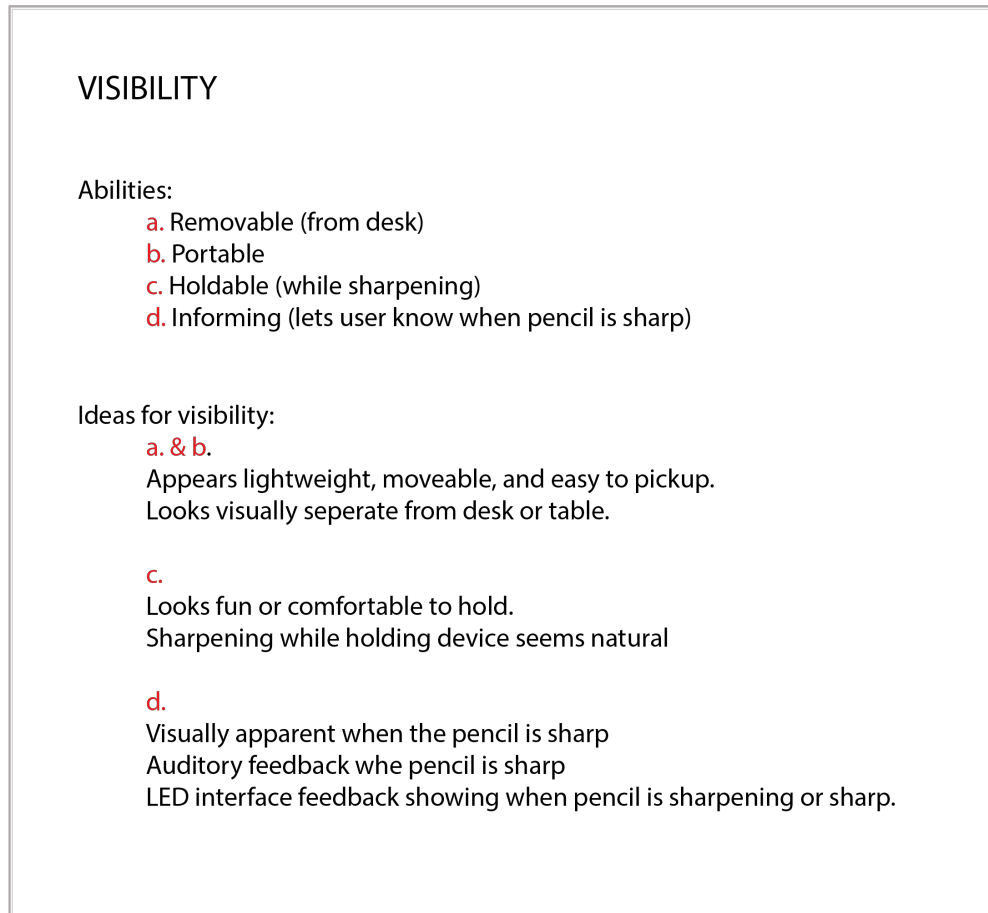 VISIBILITY
Abilities:
a. Removable (from desk)
b. Portable
c. Holdable (while sharpening)
d. Informing (lets user know when pencil is sharp)
Ideas for visibility:
a. & b.
Appears lightweight, moveable, and easy to pickup.
Looks visually seperate from desk or table.
c.
Looks fun or comfortable to hold.
Sharpening while holding device seems natural
d.
Visually apparent when the pencil is sharp
Auditory feedback whe pencil is sharp
LED interface feedback showing when pencil is sharpening or sharp.